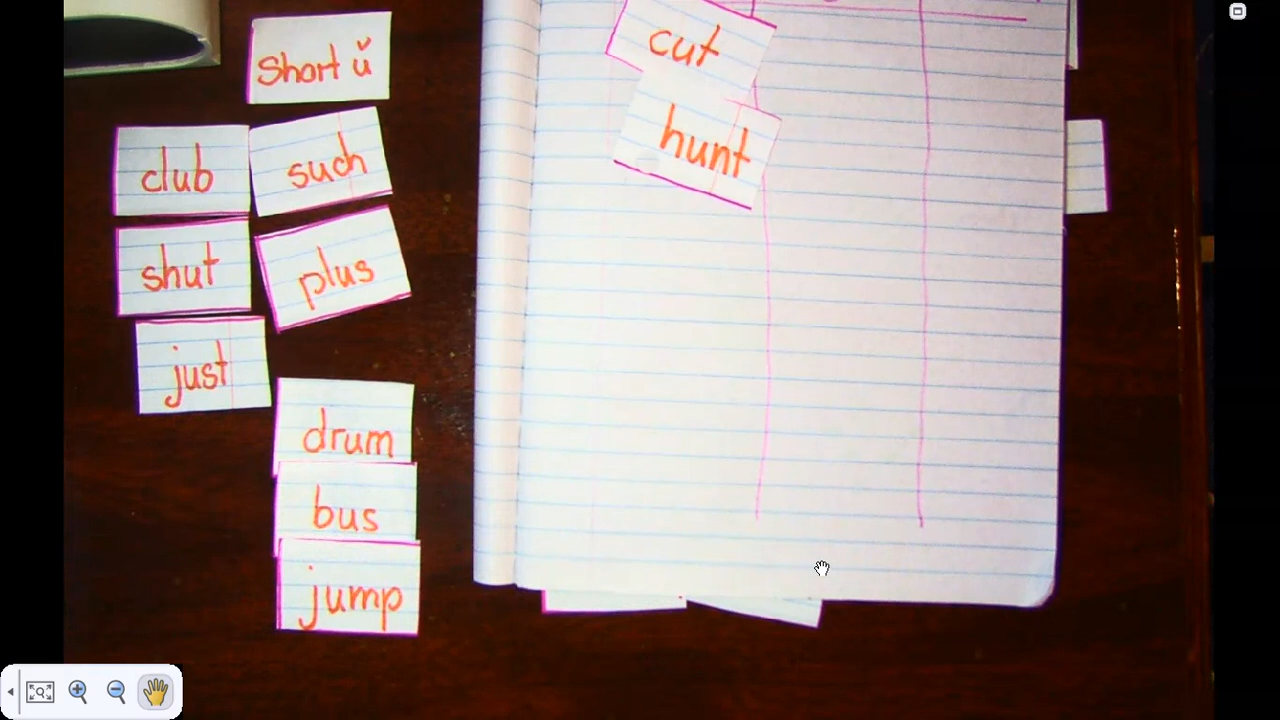 Short ŭ
club
such
shut
plus
just
drum
bus
jump
cut
hunt